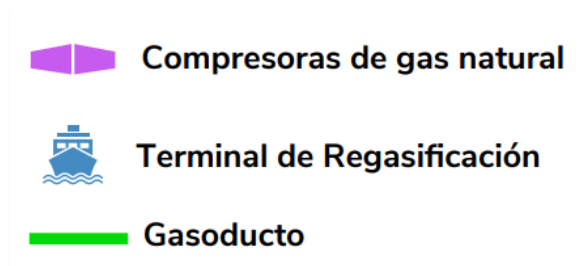 Compresoras de gas natural
Terminal de Regasificación
Gasoducto